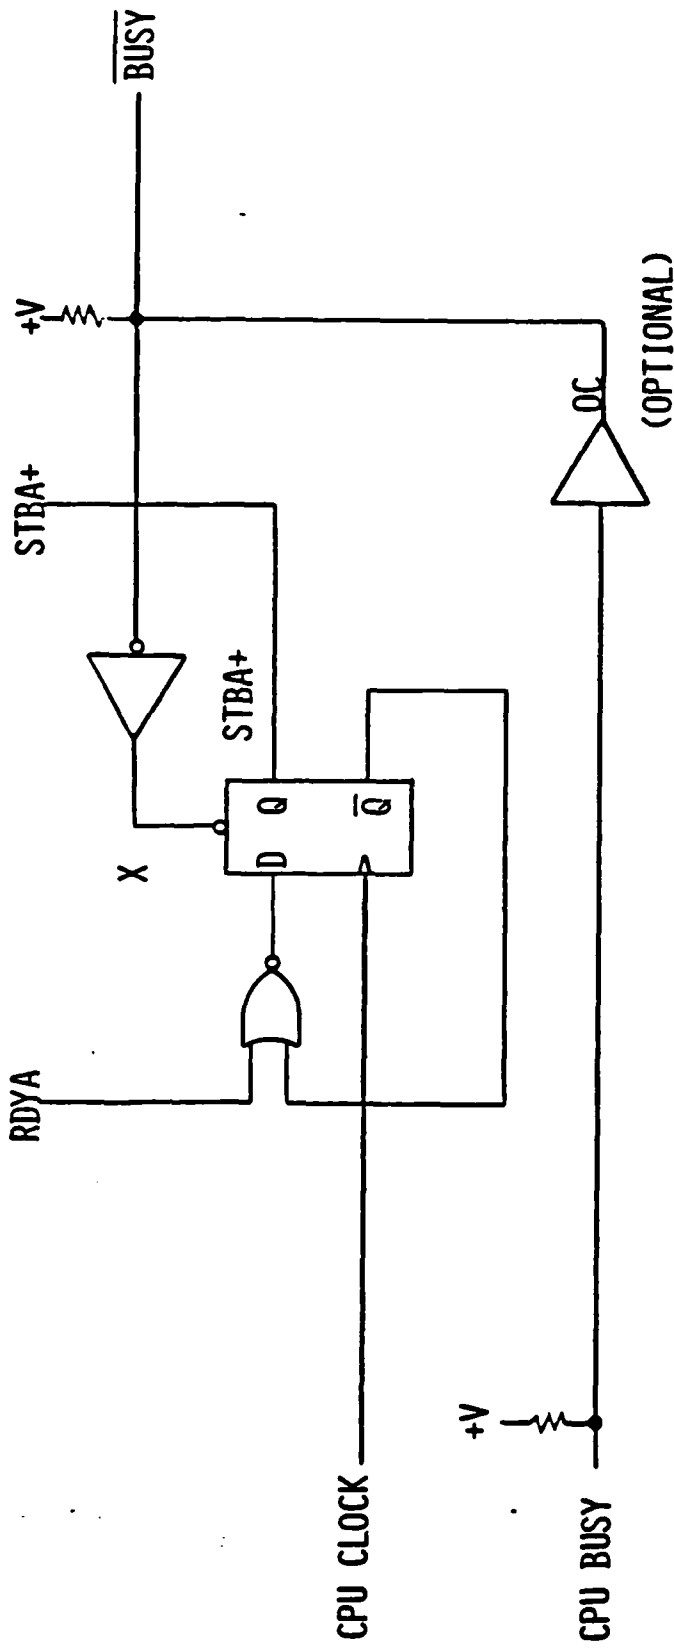 RDYA
X
STBA+
+V
BUSY
STBA+
D
Q
Q
CPU CLOCK
+V
CPU BUSY
OC
(OPTIONAL)